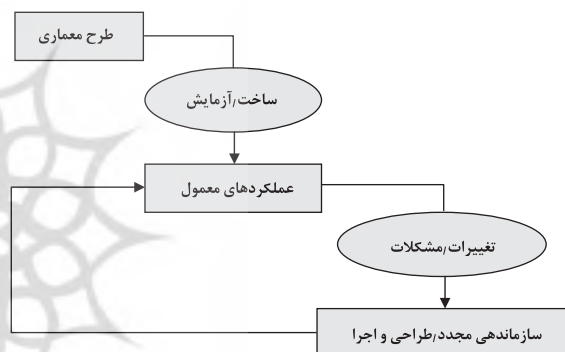 طرح معماری
ساخت/آزمایش
عملکردهای معمول
تغییرات/مشکلات
سازماندهی مجدد/طراحی و اجرا